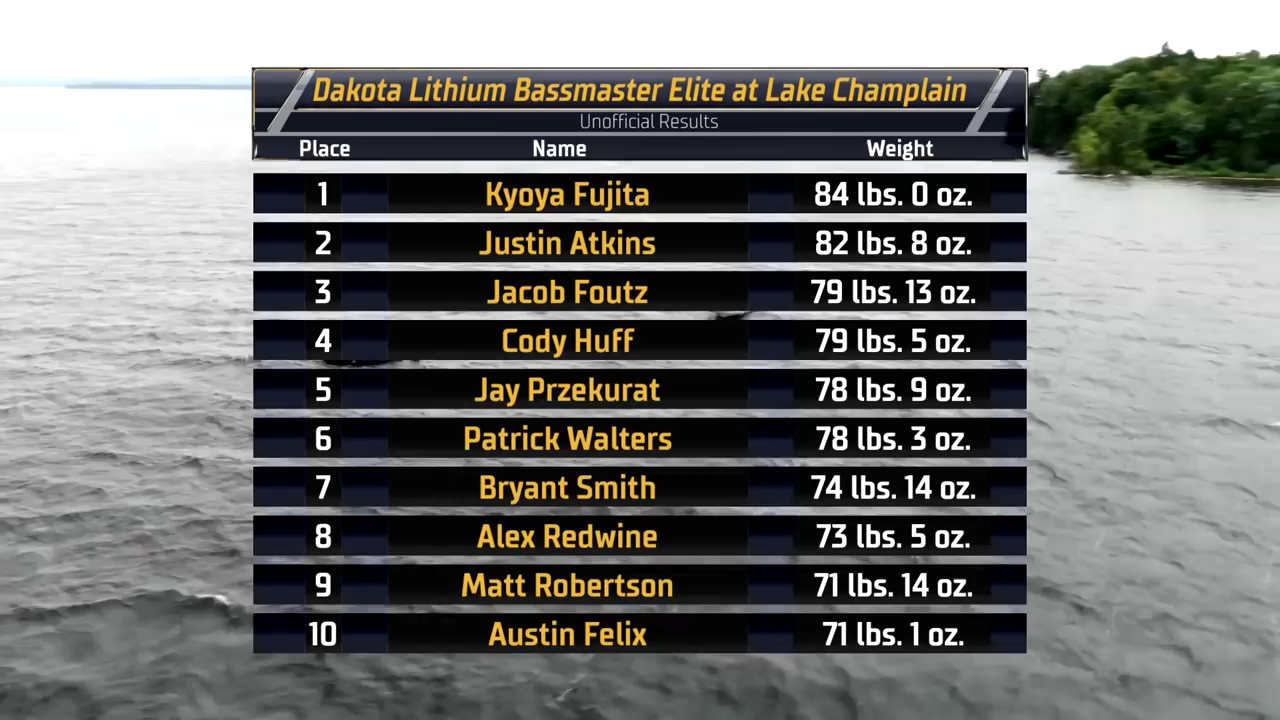 Dakota Lithium Bassmaster Elite at Lake Champlain
Unofficial Results
Place Name Weight
1 Kyoya Fujita 84 lbs. 0 oz.
2 Justin Atkins 82 lbs. 8 oz.
3 Jacob Foutz 79 lbs. 13 oz.
4 Cody Huff 79 lbs. 5 oz.
5 Jay Przekurat 78 lbs. 9 oz.
6 Patrick Walters 78 lbs. 3 oz.
7 Bryant Smith 74 lbs. 14 oz.
8 Alex Redwine 73 lbs. 5 oz.
9 Matt Robertson 71 lbs. 14 oz.
10 Austin Felix 71 lbs. 1 oz.